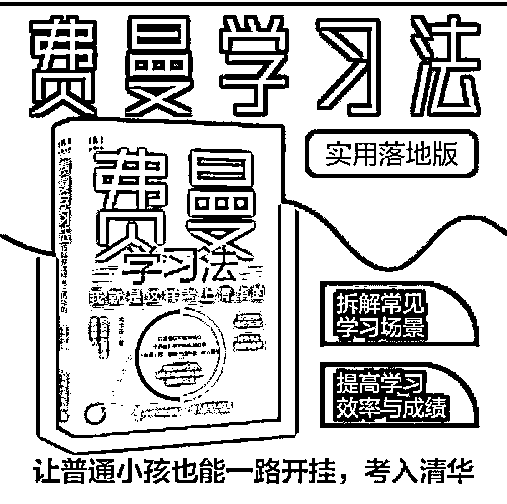 费曼学习法
实用落地版
费曼
学习法
拆解常见
学习场景
提高学习
效率与成绩
让普通小孩也能一路开挂，考入清华